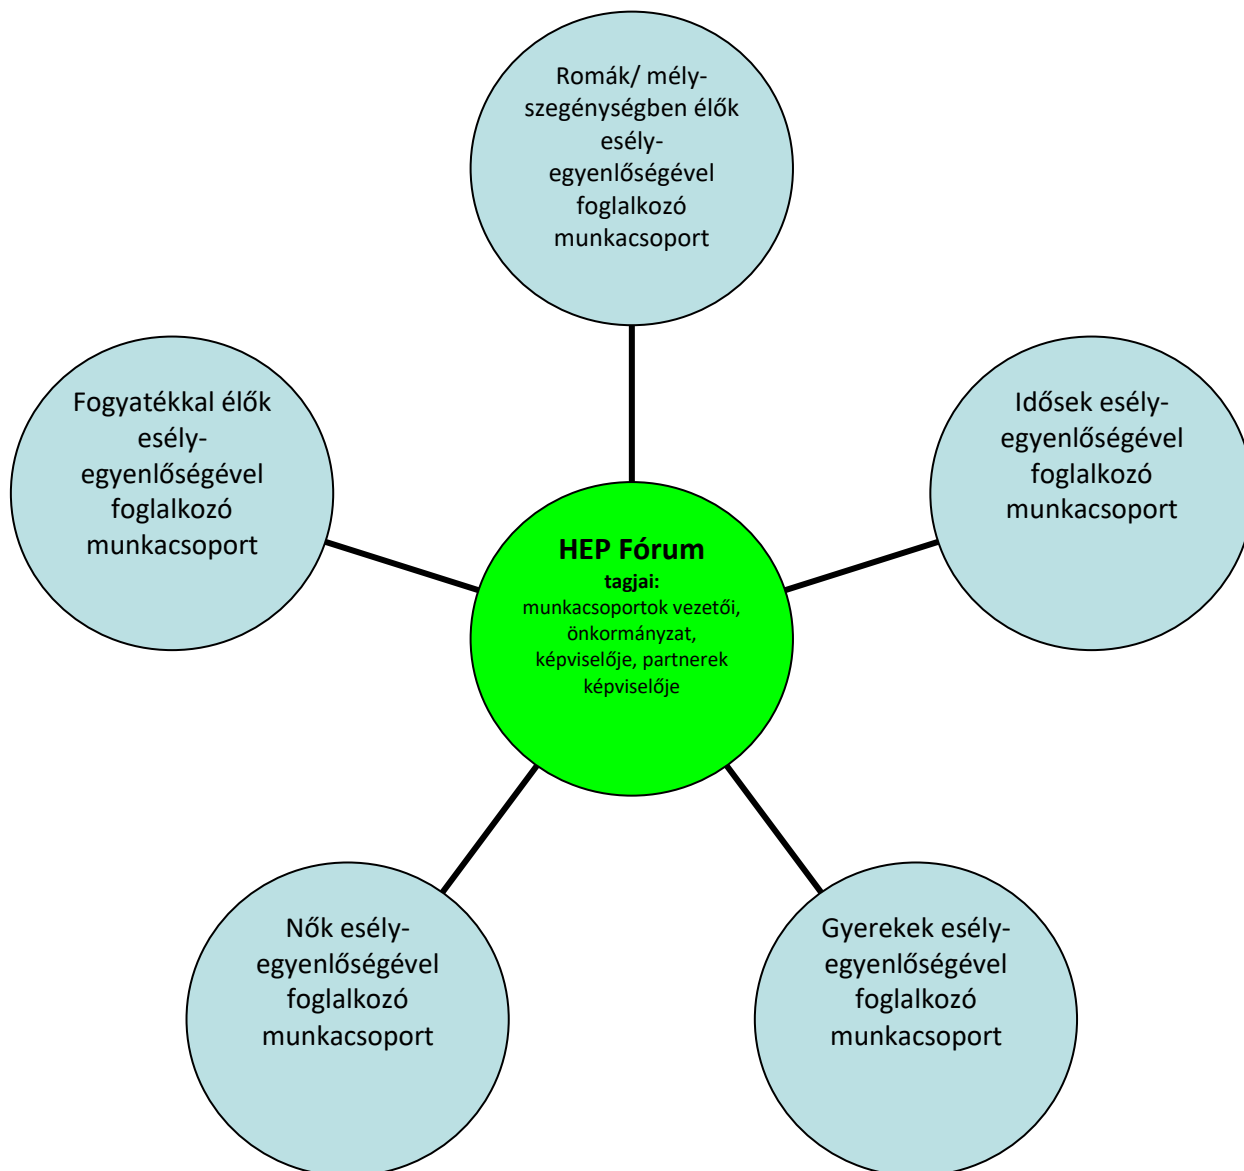 Romák/ mély-
szegénységben élők
esély-
egyenlőségével
foglalkozó
munkacsoport
Fogyatékkal élők
esély-
egyenlőségével
foglalkozó
munkacsoport
Idősek esély-
egyenlőségével
foglalkozó
munkacsoport
HEP Fórum
tagjai:
munkacsoportok vezetői,
önkormányzat,
képviselője, partnerek
képviselője
Nők esély-
egyenlőségével
foglalkozó
munkacsoport
Gyerekek esély-
egyenlőségével
foglalkozó
munkacsoport